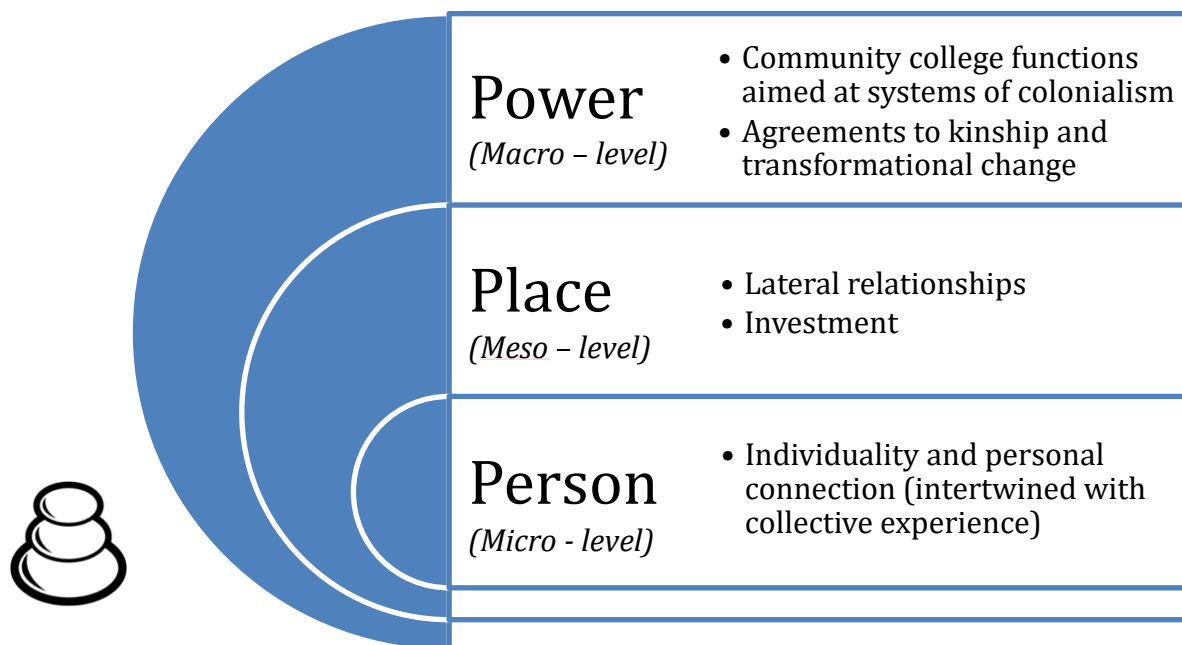 Power
(Macro – level)
• Community college functions
aimed at systems of colonialism
• Agreements to kinship and
transformational change
Place
(Meso – level)
• Lateral relationships
• Investment
Person
(Micro - level)
• Individuality and personal
connection (intertwined with
collective experience)